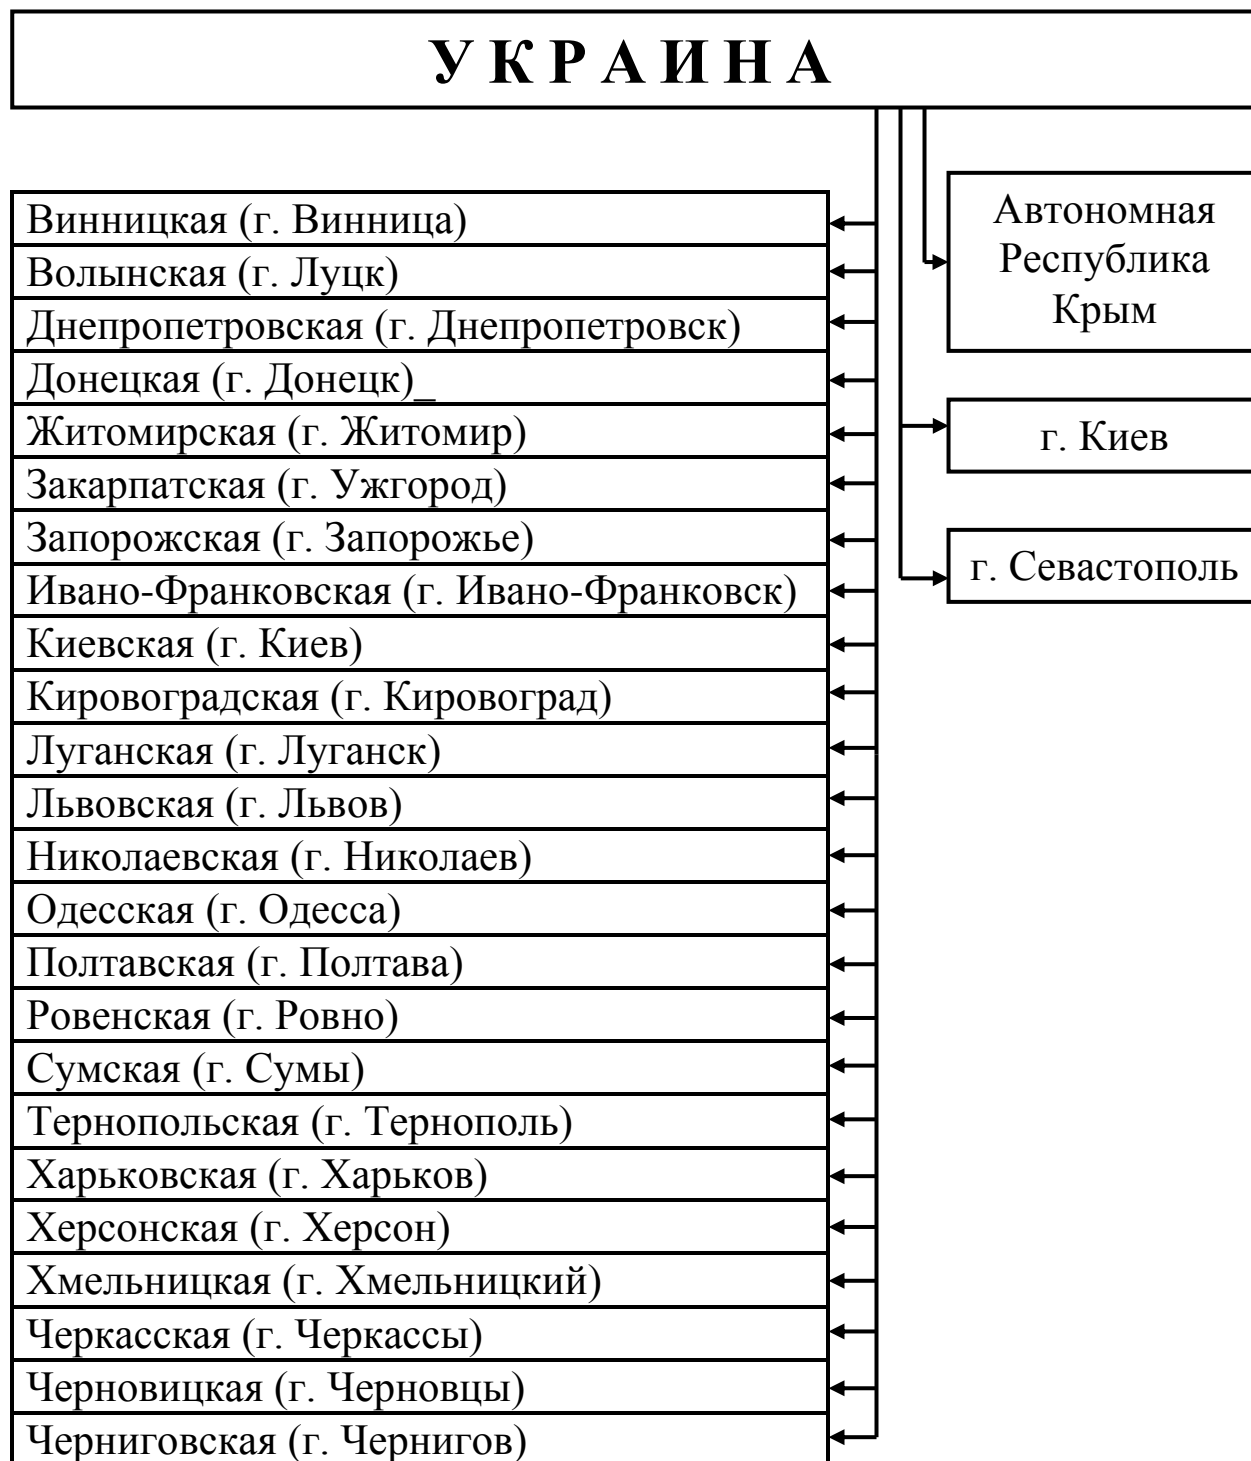 У К Р А И Н А
Винницкая (г. Винница)
Волынская (г. Луцк)
Днепропетровская (г. Днепропетровск)
Донецкая (г. Донецк)_
Житомирская (г. Житомир)
Закарпатская (г. Ужгород)
Запорожская (г. Запорожье)
Ивано-Франковская (г. Ивано-Франковск)
Киевская (г. Киев)
Кировоградская (г. Кировоград)
Луганская (г. Луганск)
Львовская (г. Львов)
Николаевская (г. Николаев)
Одесская (г. Одесса)
Полтавская (г. Полтава)
Ровенская (г. Ровно)
Сумская (г. Сумы)
Тернопольская (г. Тернополь)
Харьковская (г. Харьков)
Херсонская (г. Херсон)
Хмельницкая (г. Хмельницкий)
Черкасская (г. Черкассы)
Черновицкая (г. Черновцы)
Черниговская (г. Чернигов)
Автономная
Республика
Крым
г. Киев
г. Севастополь